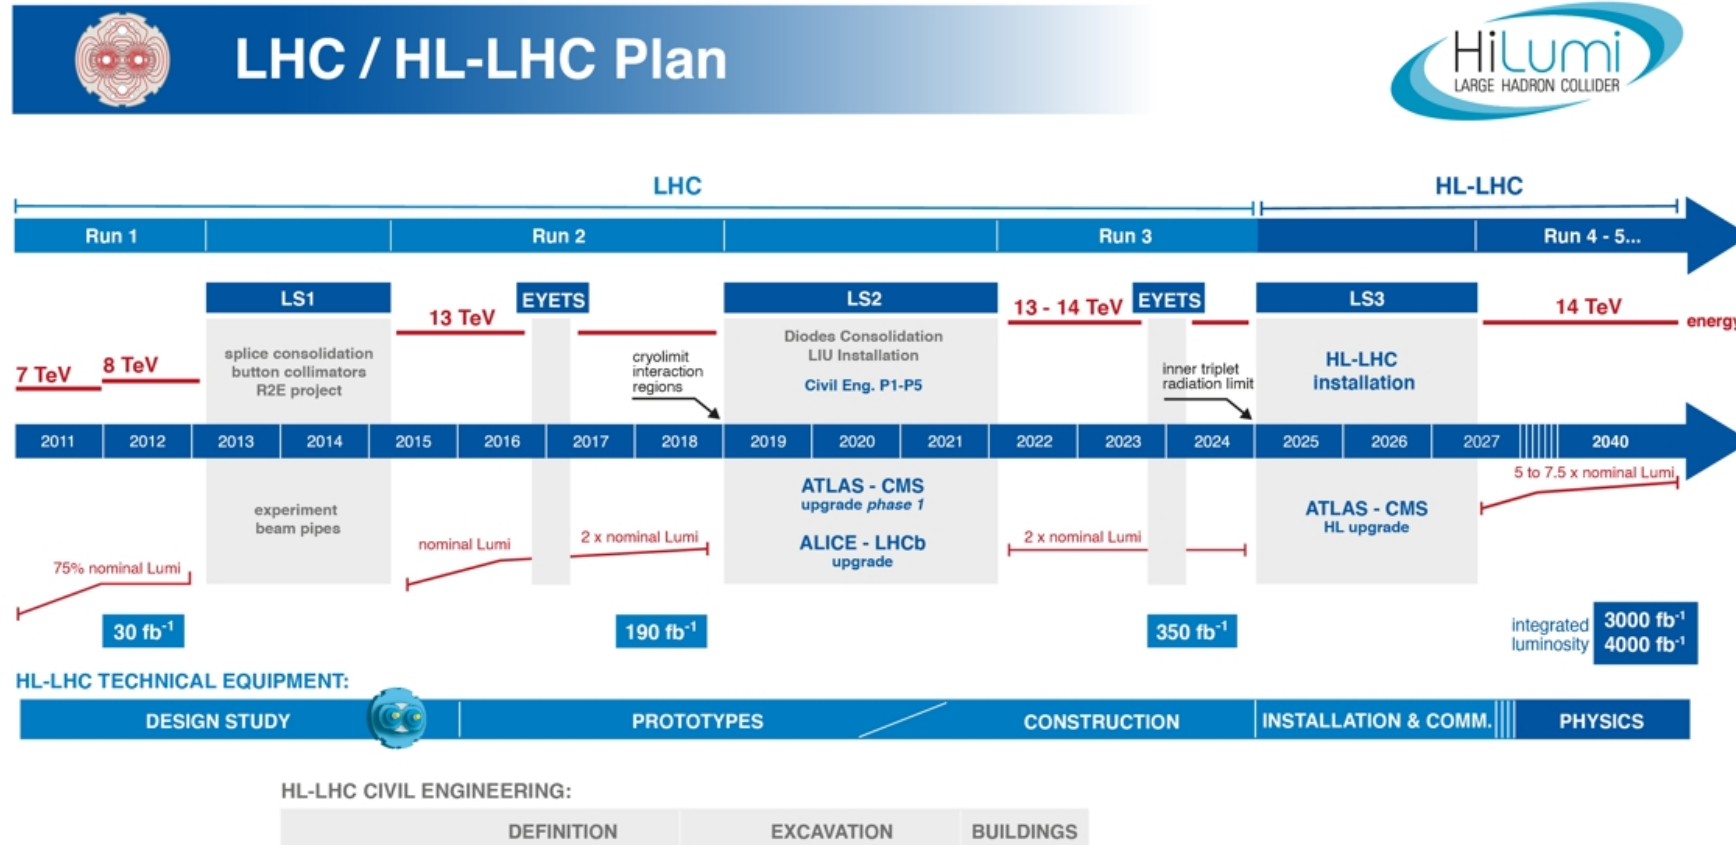 LHC / HL-LHC Plan
HiLumi
LARGE HADRON COLLIDER
LHC
HL-LHC
Run 1
Run 2
Run 3
Run 4 - 5...
LS1
EYETS
LS2
EYETS
LS3
13 TeV
13 - 14 TeV
14 TeV
energy
7 TeV
8 TeV
splice consolidation
button collimators
R2E project
cryolimit
interaction
regions
Diodes Consolidation
LIU Installation
Civil Eng. P1-P5
inner triplet
radiation limit
HL-LHC
installation
2011 2012 2013 2014 2015 2016 2017 2018 2019 2020 2021 2022 2023 2024 2025 2026 2027 2040
5 to 7.5 x nominal Lumi
experiment
beam pipes
ATLAS - CMS
upgrade phase 1
ALICE - LHCb
upgrade
ATLAS - CMS
HL upgrade
75% nominal Lumi
nominal Lumi
2 x nominal Lumi
2 x nominal Lumi
30 fb⁻¹
190 fb⁻¹
350 fb⁻¹
integrated
luminosity
3000 fb⁻¹
4000 fb⁻¹
HL-LHC TECHNICAL EQUIPMENT:
DESIGN STUDY
PROTOTYPES
CONSTRUCTION
INSTALLATION & COMM.
PHYSICS
HL-LHC CIVIL ENGINEERING:
DEFINITION
EXCAVATION
BUILDINGS